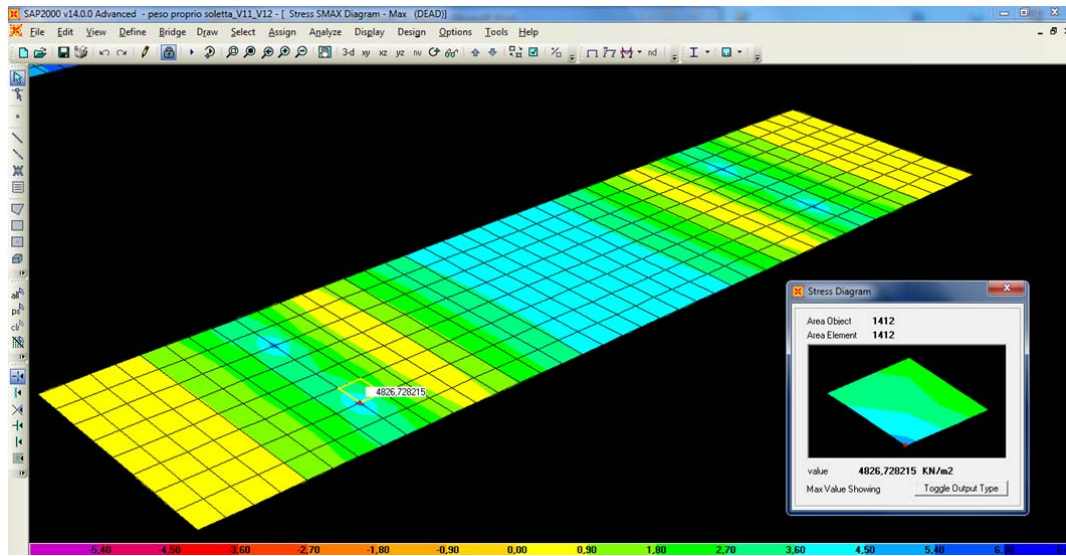 SAP2000 v14.0.0 Advanced - peso proprio soletta_V11_V12 - [ Stress SMAX Diagram - Max (DEAD)]
File Edit View Define Bridge Draw Select Assign Analyze Display Design Options Tools Help
3-d xy xz yz nv nd
all
ps
clr
4826,728215
Stress Diagram
Area Object 1412
Area Element 1412
value 4826,728215 KN/m2
Max Value Showing Toggle Output Type
-5,40 -4,50 -3,60 -2,70 -1,80 -0,90 0,00 0,90 1,80 2,70 3,60 4,50 5,40